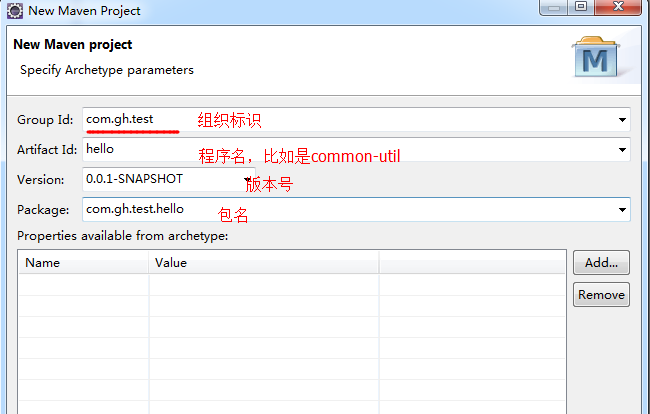 New Maven Project
New Maven project
Specify Archetype parameters
M
Group Id: com.gh.test 组织标识
Artifact Id: hello 程序名，比如是common-util
Version: 0.0.1-SNAPSHOT 版本号
Package: com.gh.test.hello 包名
Properties available from archetype:
Name Value Add...
Remove